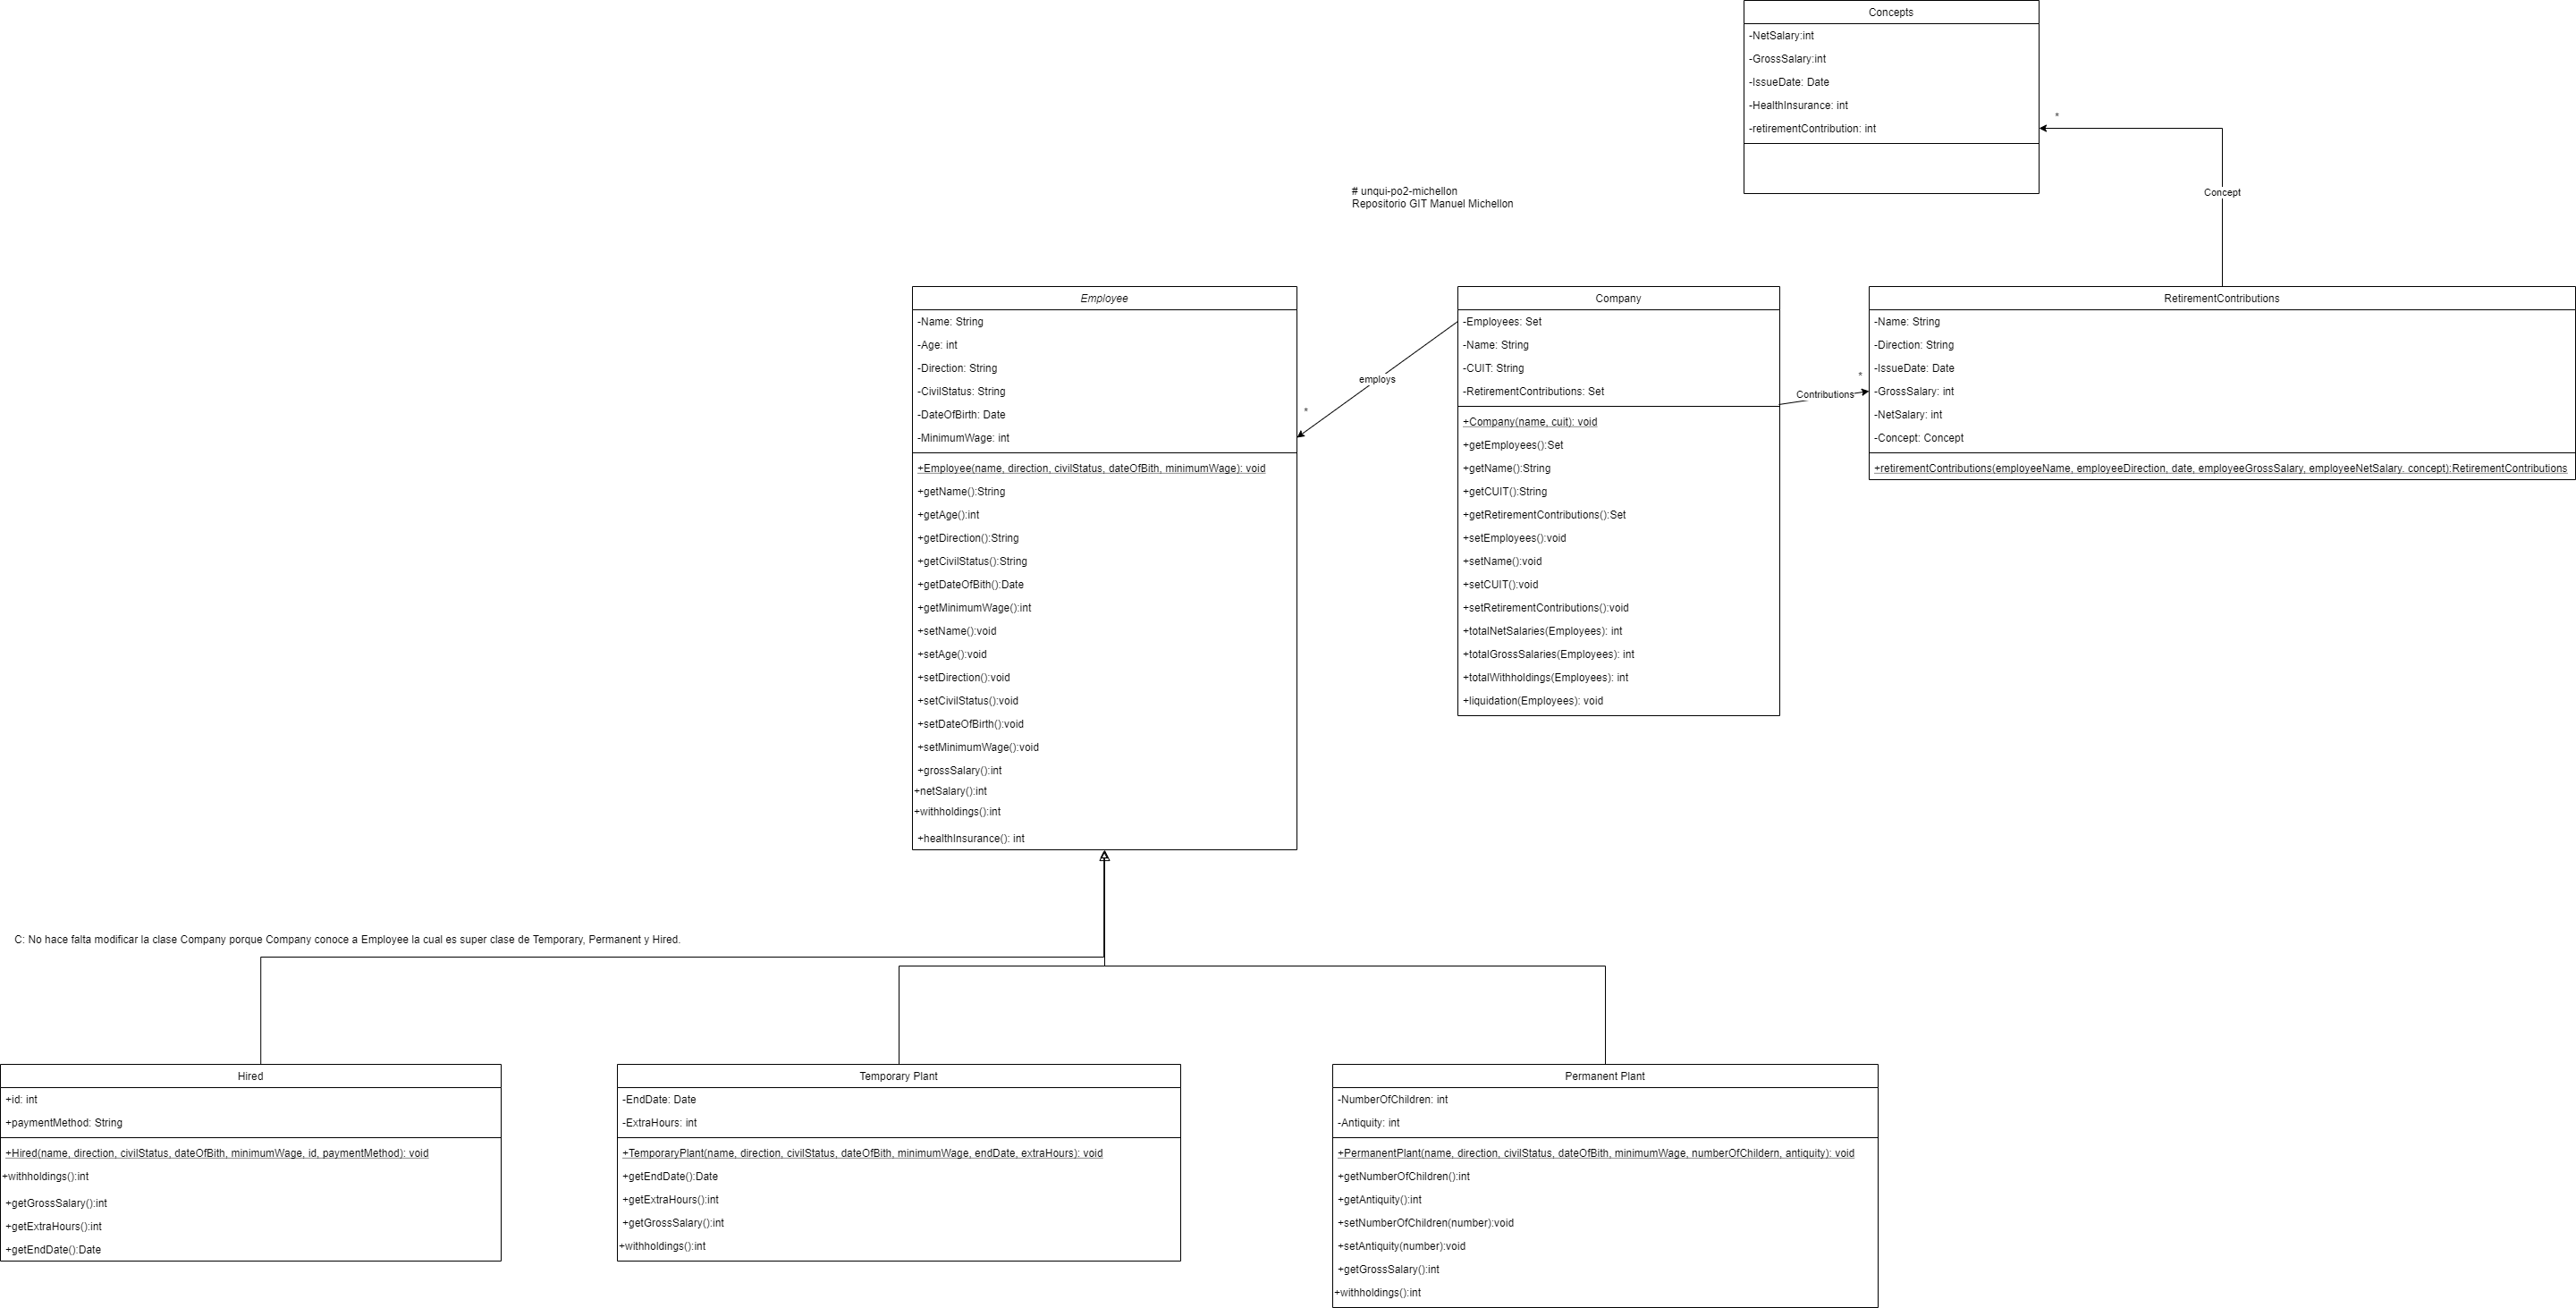 Concepts
-NetSalary:int
-GrossSalary:int
-IssueDate: Date
-HealthInsurance: int
-retirementContribution: int
*
Concept
# unqui-po2-michellon
Repositorio GIT Manuel Michellon
Employee
-Name: String
-Age: int
-Direction: String
-CivilStatus: String
-DateOfBirth: Date
-MinimumWage: int
+Employee(name, direction, civilStatus, dateOfBith, minimumWage): void
+getName():String
+getAge():int
+getDirection():String
+getCivilStatus():String
+getDateOfBith():Date
+getMinimumWage():int
+setName():void
+setAge():void
+setDirection():void
+setCivilStatus():void
+setDateOfBirth():void
+setMinimumWage():void
+grossSalary():int
+netSalary():int
+withholdings():int
+healthInsurance(): int
employs
*
Company
-Employees: Set
-Name: String
-CUIT: String
-RetirementContributions: Set
+Company(name, cuit): void
+getEmployees():Set
+getName():String
+getCUIT():String
+getRetirementContributions():Set
+setEmployees():void
+setName():void
+setCUIT():void
+setRetirementContributions():void
+totalNetSalaries(Employees): int
+totalGrossSalaries(Employees): int
+totalWithholdings(Employees): int
+liquidation(Employees): void
*
Contributions
RetirementContributions
-Name: String
-Direction: String
-IssueDate: Date
-GrossSalary: int
-NetSalary: int
-Concept: Concept
+retirementContributions(employeeName, employeeDirection, date, employeeGrossSalary, employeeNetSalary. concept):RetirementContributions
C: No hace falta modificar la clase Company porque Company conoce a Employee la cual es super clase de Temporary, Permanent y Hired.
Hired
+id: int
+paymentMethod: String
+Hired(name, direction, civilStatus, dateOfBith, minimumWage, id, paymentMethod): void
+withholdings():int
+getGrossSalary():int
+getExtraHours():int
+getEndDate():Date
Temporary Plant
-EndDate: Date
-ExtraHours: int
+TemporaryPlant(name, direction, civilStatus, dateOfBith, minimumWage, endDate, extraHours): void
+getEndDate():Date
+getExtraHours():int
+getGrossSalary():int
+withholdings():int
Permanent Plant
-NumberOfChildren: int
-Antiquity: int
+PermanentPlant(name, direction, civilStatus, dateOfBith, minimumWage, numberOfChildern, antiquity): void
+getNumberOfChildren():int
+getAntiquity():int
+setNumberOfChildren(number):void
+setAntiquity(number):void
+getGrossSalary():int
+withholdings():int